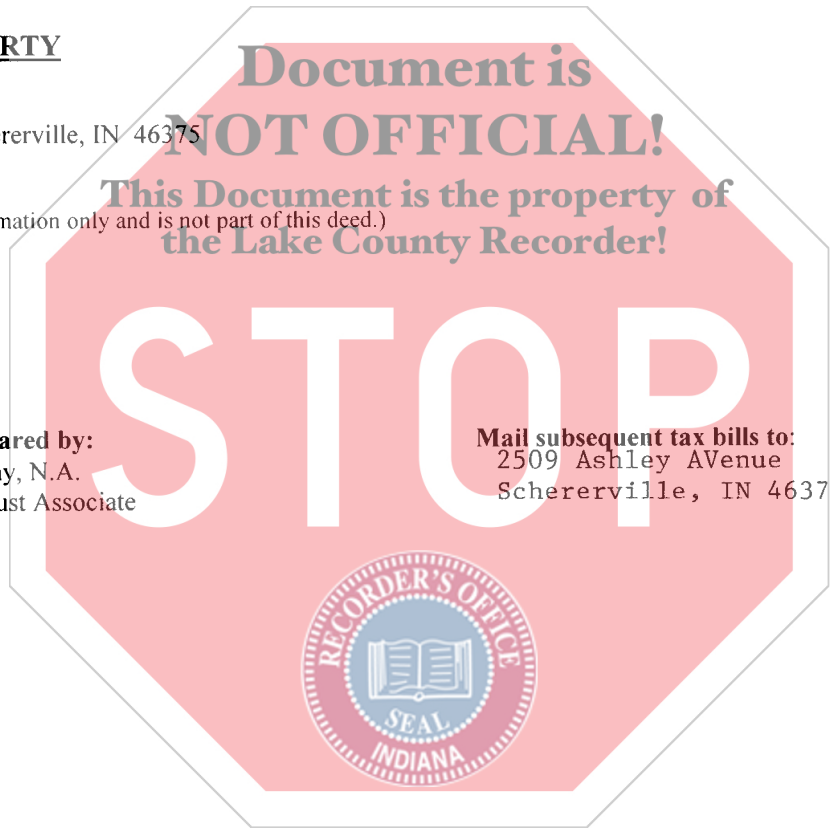 RTY
Document is
NOT OFFICIAL!
rerville, IN 46375
This Document is the property of
mation only and is not part of this deed.)
the Lake County Recorder!
STOP
ared by:
y, N.A.
ust Associate
Mail subsequent tax bills to:
2509 Ashley AVenue
Schererville, IN 4637
RECORDER'S OFFICE
SEAL
INDIANA